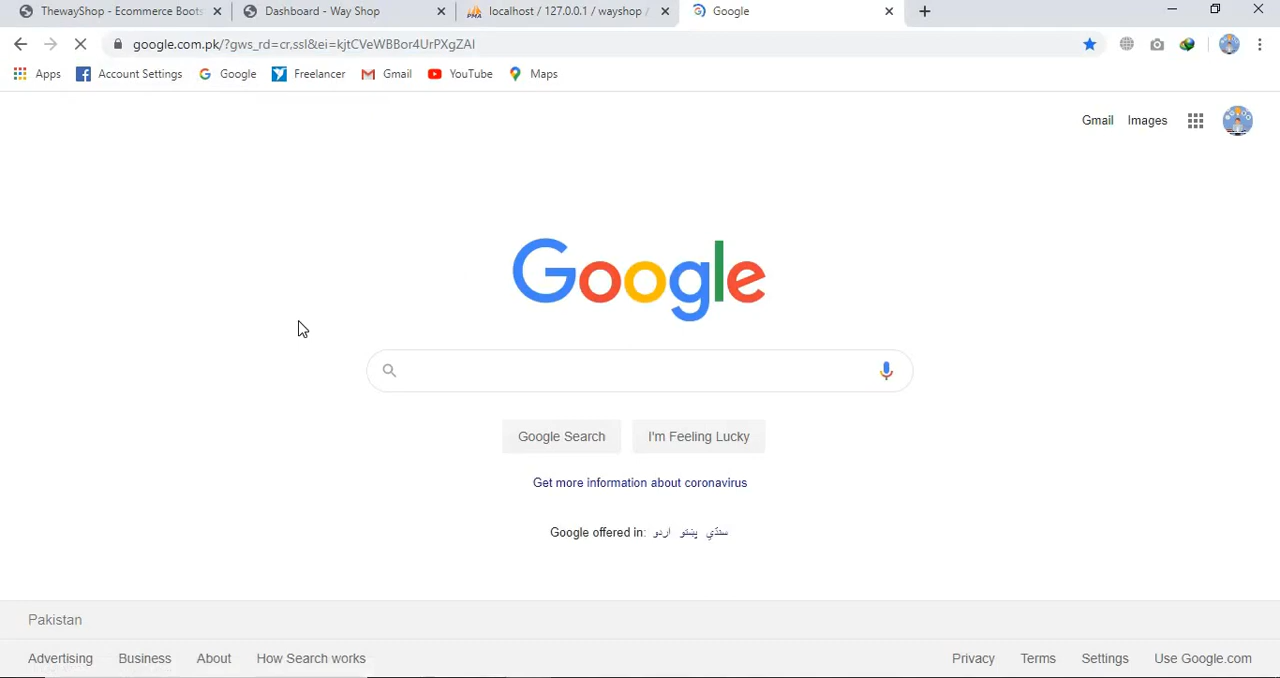 ThewayShop - Ecommerce Boots
Dashboard - Way Shop
localhost / 127.0.0.1 / wayshop /
Google
google.com.pk/?gws_rd=cr,ssl&ei=kjtCVeWBBor4UrPXgZAI
Apps
Account Settings
Google
Freelancer
Gmail
YouTube
Maps
Gmail
Images
Google
Google Search
I'm Feeling Lucky
Get more information about coronavirus
Google offered in: اردو پښتو سنڌي
Pakistan
Advertising
Business
About
How Search works
Privacy
Terms
Settings
Use Google.com